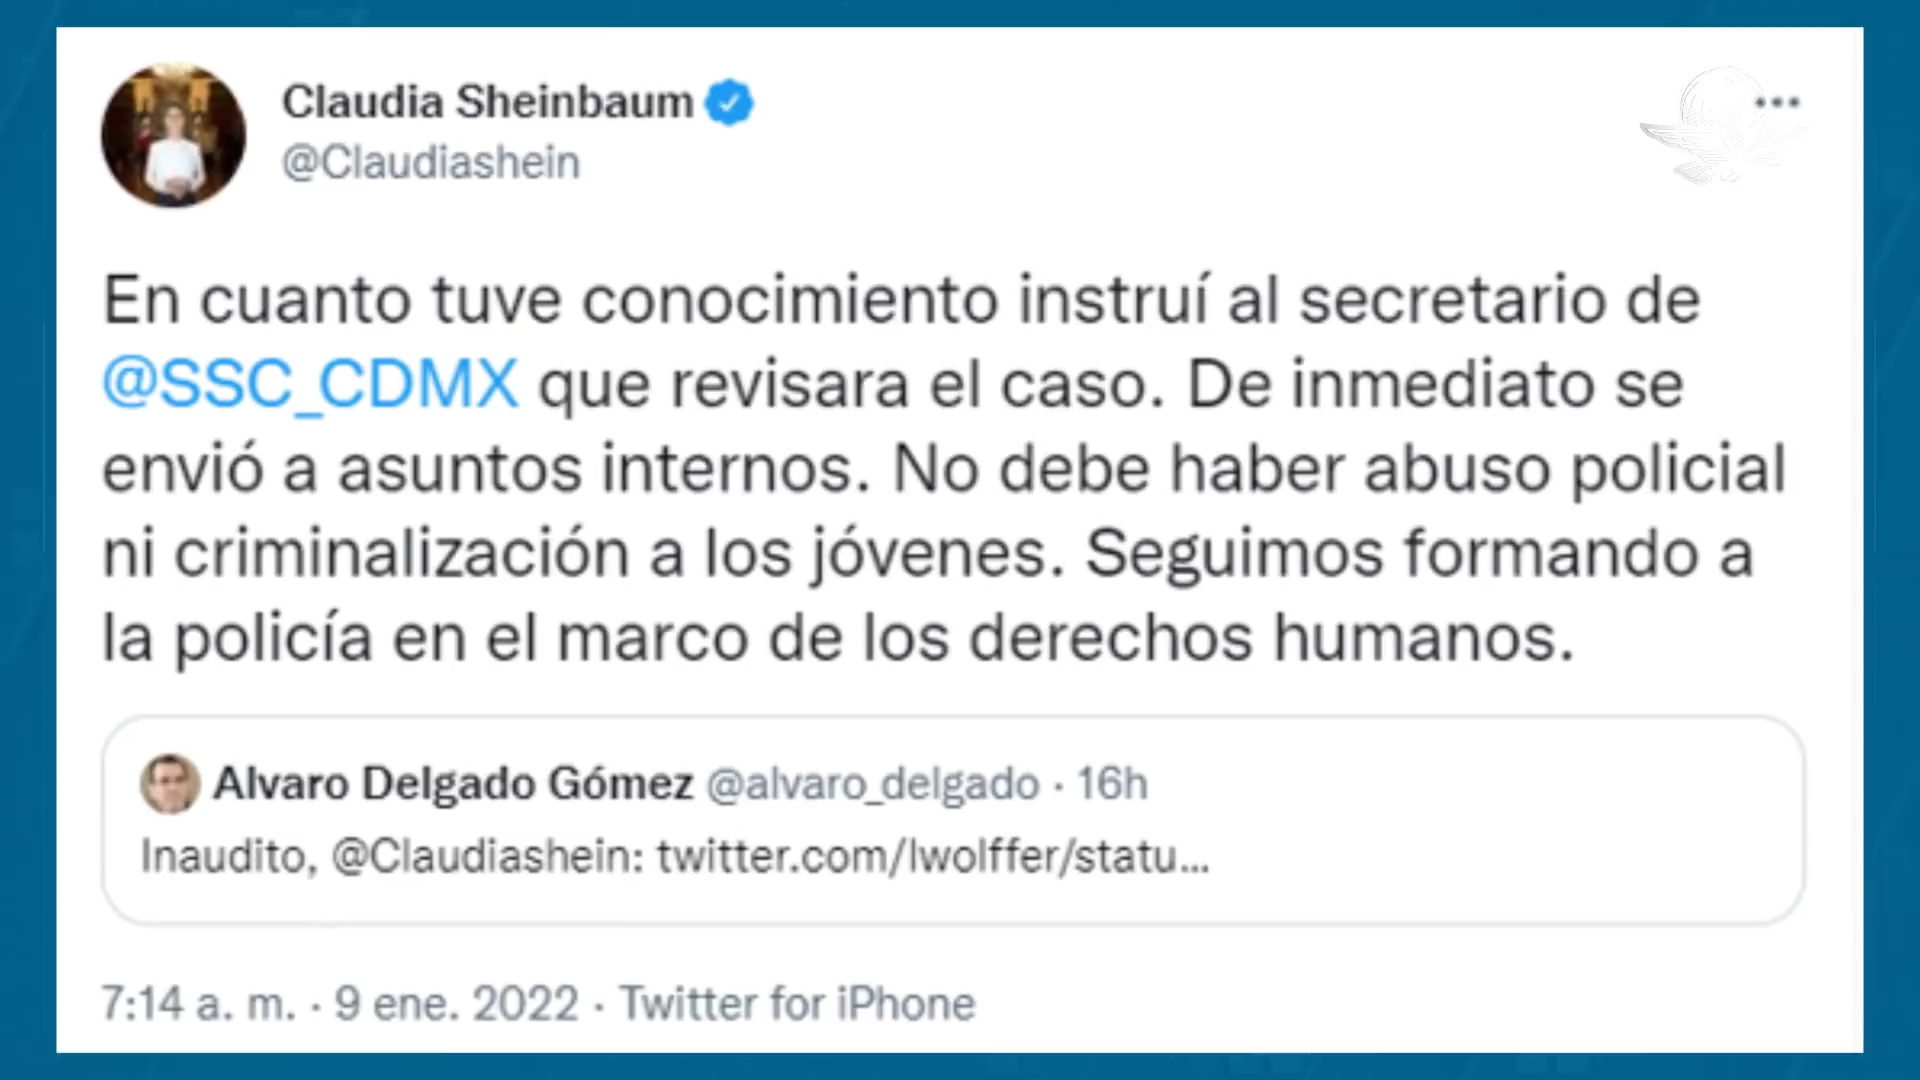 Claudia Sheinbaum
@Claudiashein
En cuanto tuve conocimiento instruí al secretario de
@SSC_CDMX que revisara el caso. De inmediato se
envió a asuntos internos. No debe haber abuso policial
ni criminalización a los jóvenes. Seguimos formando a
la policía en el marco de los derechos humanos.
Alvaro Delgado Gómez @alvaro_delgado · 16h
Inaudito, @Claudiashein: twitter.com/lwolffer/statu...
7:14 a. m. · 9 ene. 2022 · Twitter for iPhone